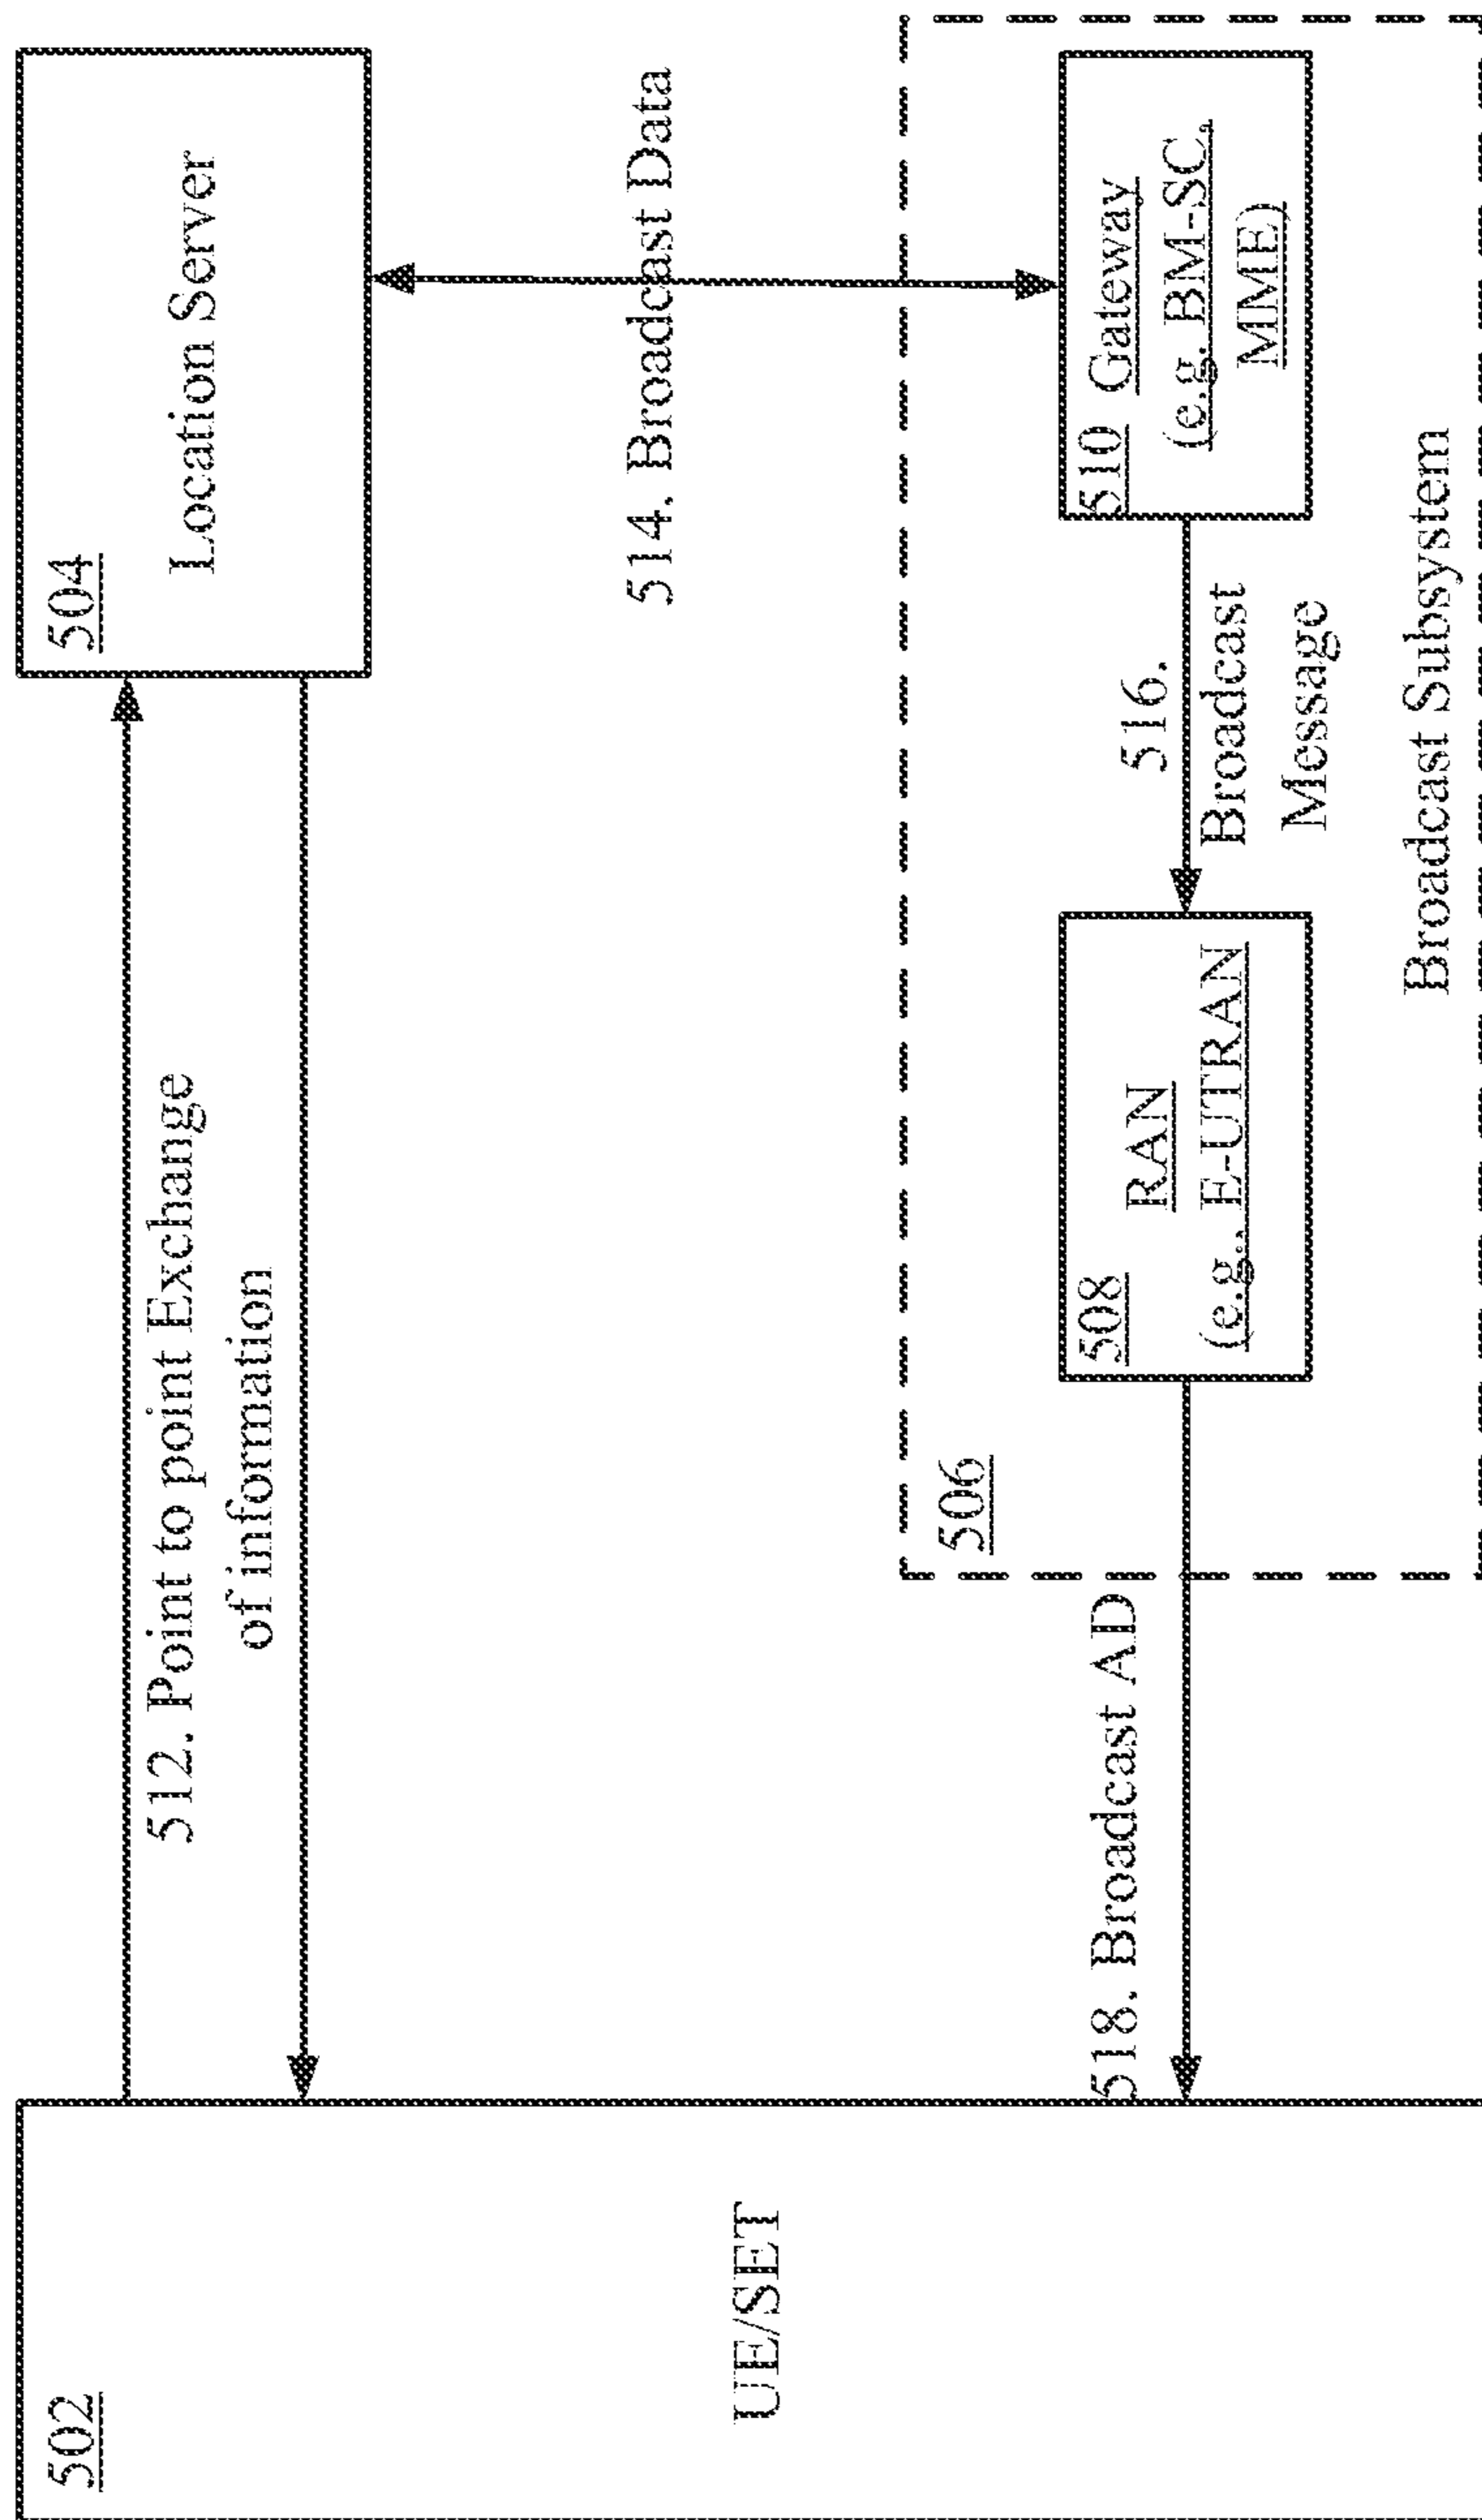 502
UE/SET
512. Point to point Exchange
of information
504
Location Server
514. Broadcast Data
506
518. Broadcast AD
508
RAN
(e.g., E-UTRAN
516.
Broadcast
Message
510 Gateway
(e.g. BM-SC,
MME)
Broadcast Subsystem